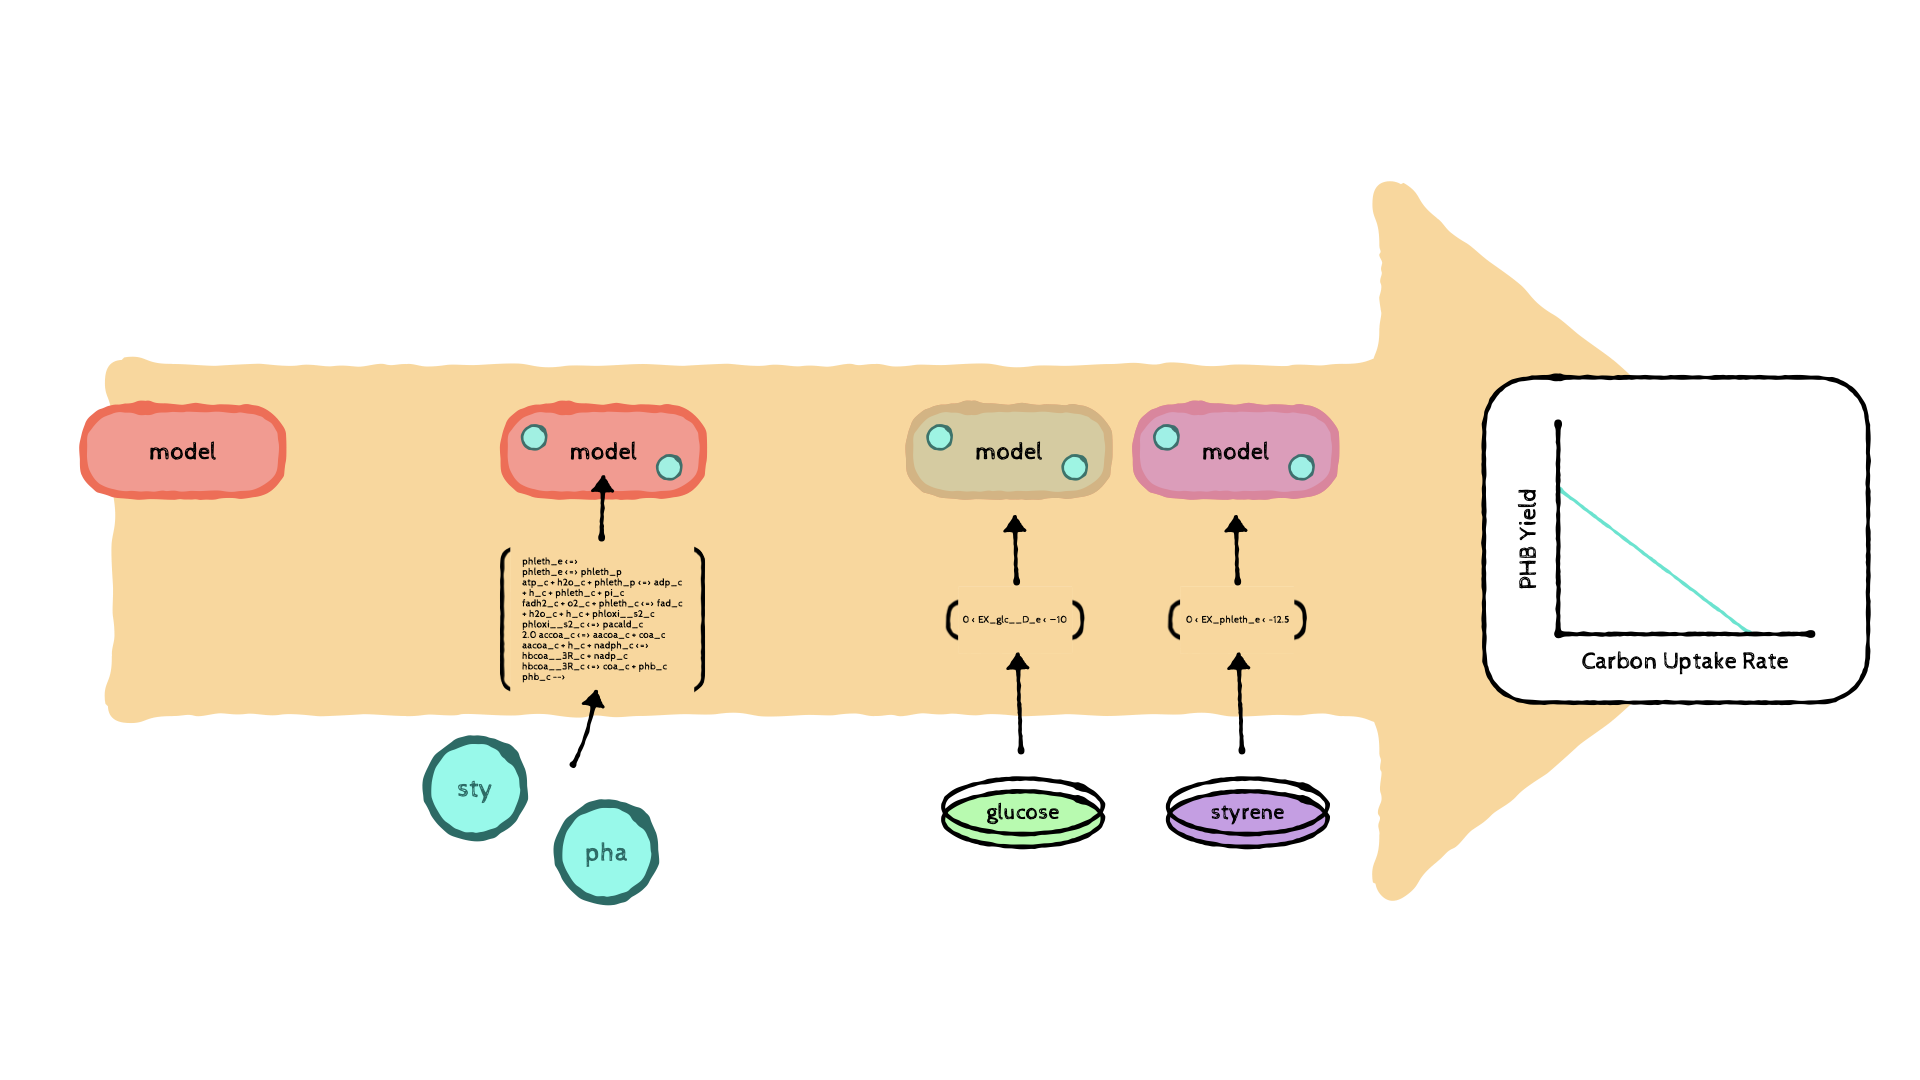 model
model
model
model
phleth_e <=>
phleth_e <=> phleth_p
atp_c + h2o_c + phleth_p <=> adp_c
+ h_c + phleth_c + pi_c
fadh2_c + o2_c + phleth_c <=> fad_c
+ h2o_c + h_c + phloxi__s2_c
phloxi__s2_c <=> pacald_c
2.0 accoa_c <=> aacoa_c + coa_c
aacoa_c + h_c + nadph_c <=>
hbcoa__3R_c + nadp_c
hbcoa__3R_c <=> coa_c + phb_c
phb_c -->
0 < EX_glc__D_e < -10
0 < EX_phleth_e < -12.5
sty
pha
glucose
styrene
PHB Yield
Carbon Uptake Rate